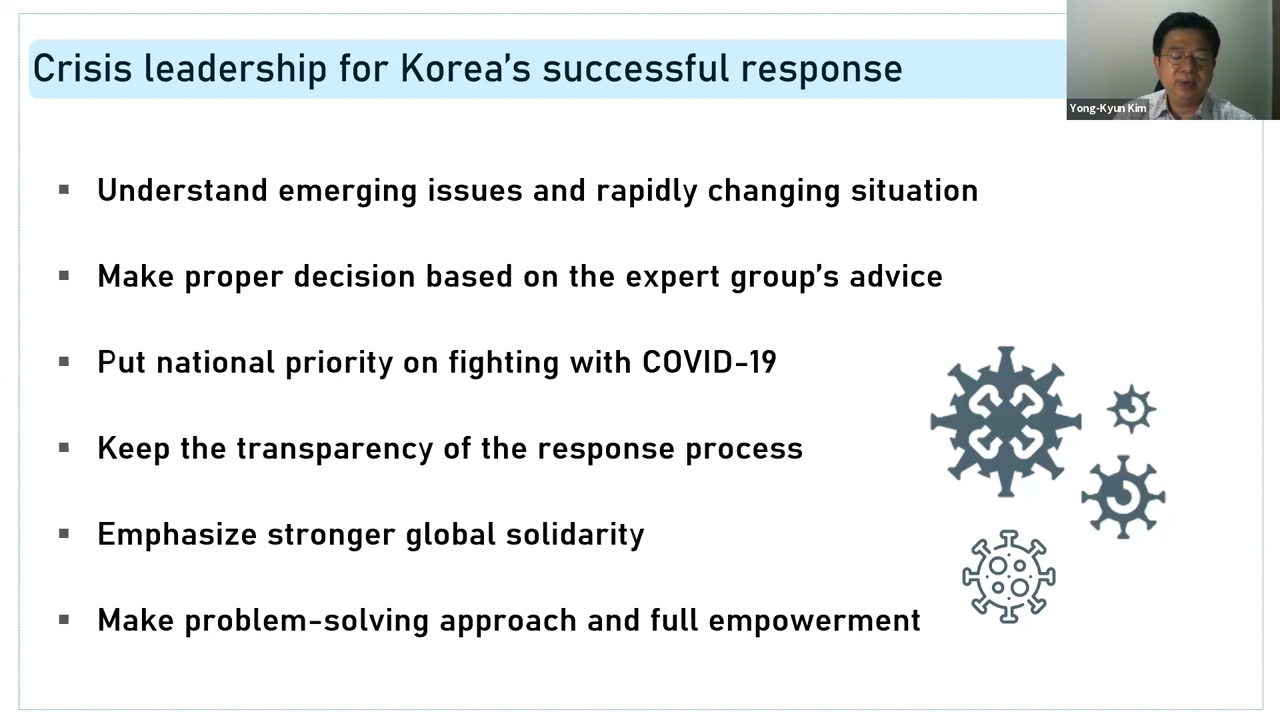 Crisis leadership for Korea's successful response
Yong-Kyun Kim
▪ Understand emerging issues and rapidly changing situation
▪ Make proper decision based on the expert group's advice
▪ Put national priority on fighting with COVID-19
▪ Keep the transparency of the response process
▪ Emphasize stronger global solidarity
▪ Make problem-solving approach and full empowerment